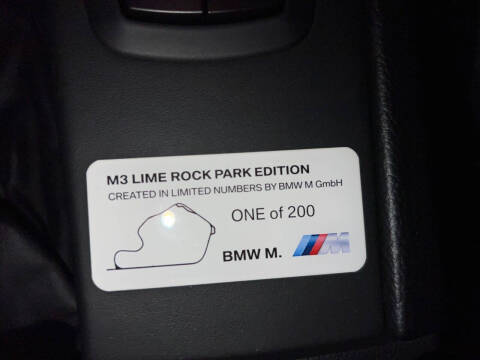 M3 LIME ROCK PARK EDITION
CREATED IN LIMITED NUMBERS BY BMW M GmbH
ONE of 200
BMW M.
M